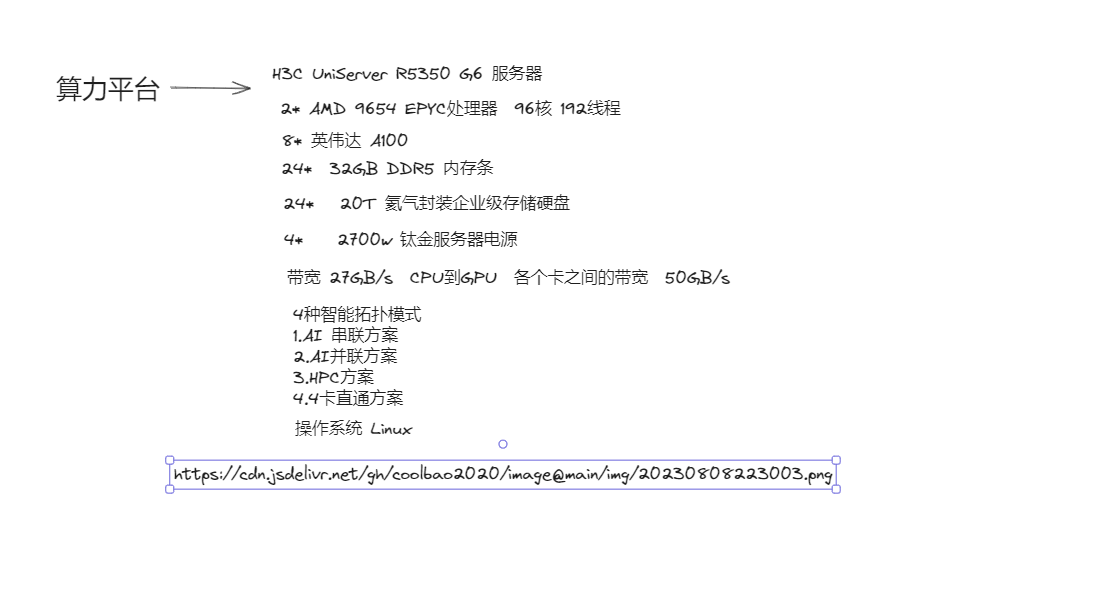 算力平台
H3C UniServer R5350 G6 服务器
2* AMD 9654 EPYC处理器 96核 192线程
8* 英伟达 A100
24* 32GB DDR5 内存条
24* 20T 氦气封装企业级存储硬盘
4* 2700w 钛金服务器电源
带宽 27GB/s CPU到GPU 各个卡之间的带宽 50GB/s
4种智能拓扑模式
1.AI 串联方案
2.AI并联方案
3.HPC方案
4.4卡直通方案
操作系统 Linux
https://cdn.jsdelivr.net/gh/coolbao2020/image@main/img/20230808223003.png